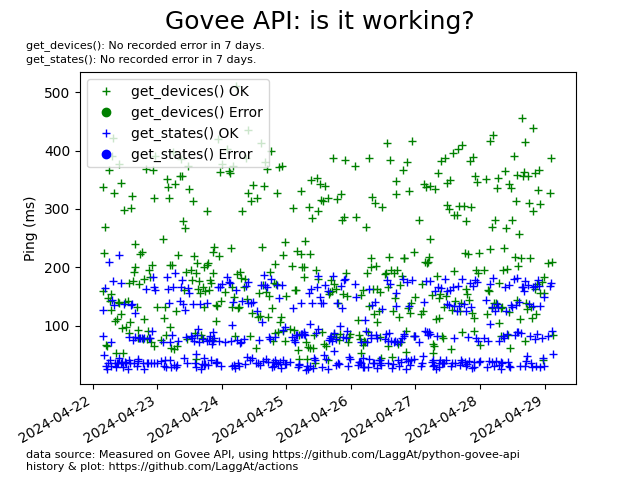 Govee API: is it working?
get_devices(): No recorded error in 7 days.
get_states(): No recorded error in 7 days.
get_devices() OK
get_devices() Error
get_states() OK
get_states() Error
Ping (ms)
500
400
300
200
100
2024-04-22
2024-04-23
2024-04-24
2024-04-25
2024-04-26
2024-04-27
2024-04-28
2024-04-29
data source: Measured on Govee API, using https://github.com/LaggAt/python-govee-api
history & plot: https://github.com/LaggAt/actions